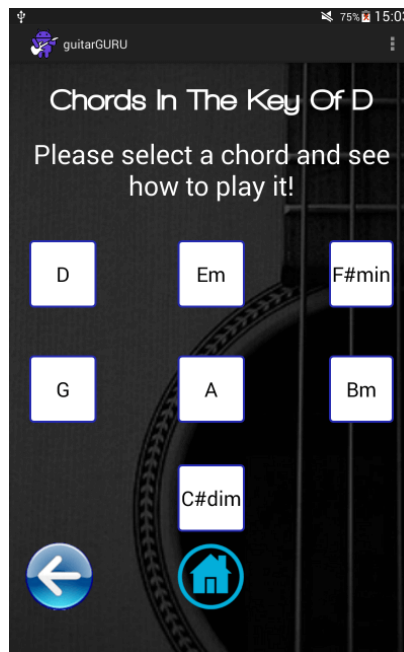 75% 15:03
guitarGURU
Chords In The Key Of D
Please select a chord and see
how to play it!
D Em F#min
G A Bm
C#dim